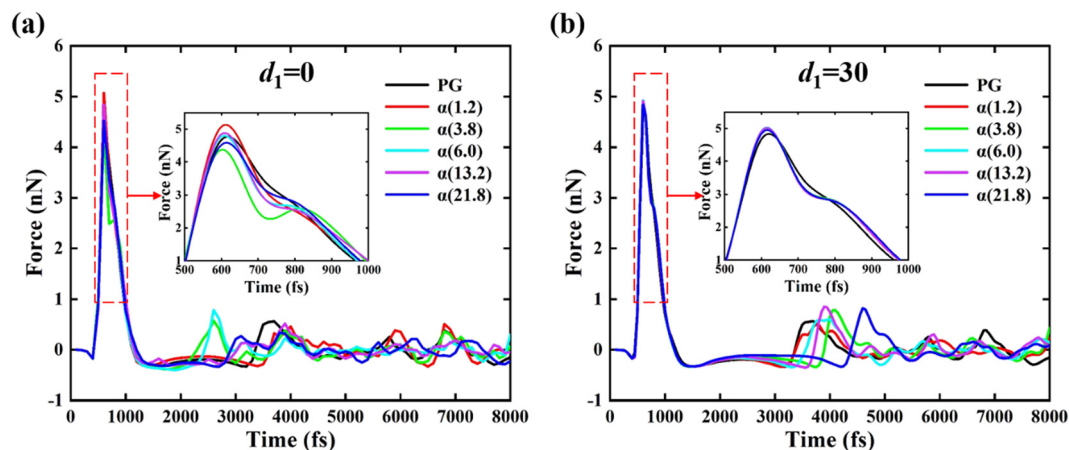 (a)
d₁=0
Force (nN)
6
5
4
3
2
1
0
-1
PG
α(1.2)
α(3.8)
α(6.0)
α(13.2)
α(21.8)
Force (nN)
5
4
3
2
1
500 600 700 800 900 1000
Time (fs)
0 1000 2000 3000 4000 5000 6000 7000 8000
Time (fs)
(b)
d₁=30
Force (nN)
6
5
4
3
2
1
0
-1
PG
α(1.2)
α(3.8)
α(6.0)
α(13.2)
α(21.8)
Force (nN)
5
4
3
2
1
500 600 700 800 900 1000
Time (fs)
0 1000 2000 3000 4000 5000 6000 7000 8000
Time (fs)